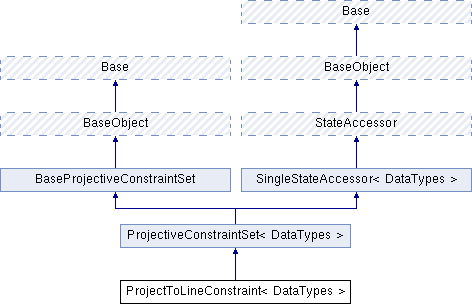 Base
Base
BaseObject
BaseObject
StateAccessor
BaseProjectiveConstraintSet
SingleStateAccessor< DataTypes >
ProjectiveConstraintSet< DataTypes >
ProjectToLineConstraint< DataTypes >